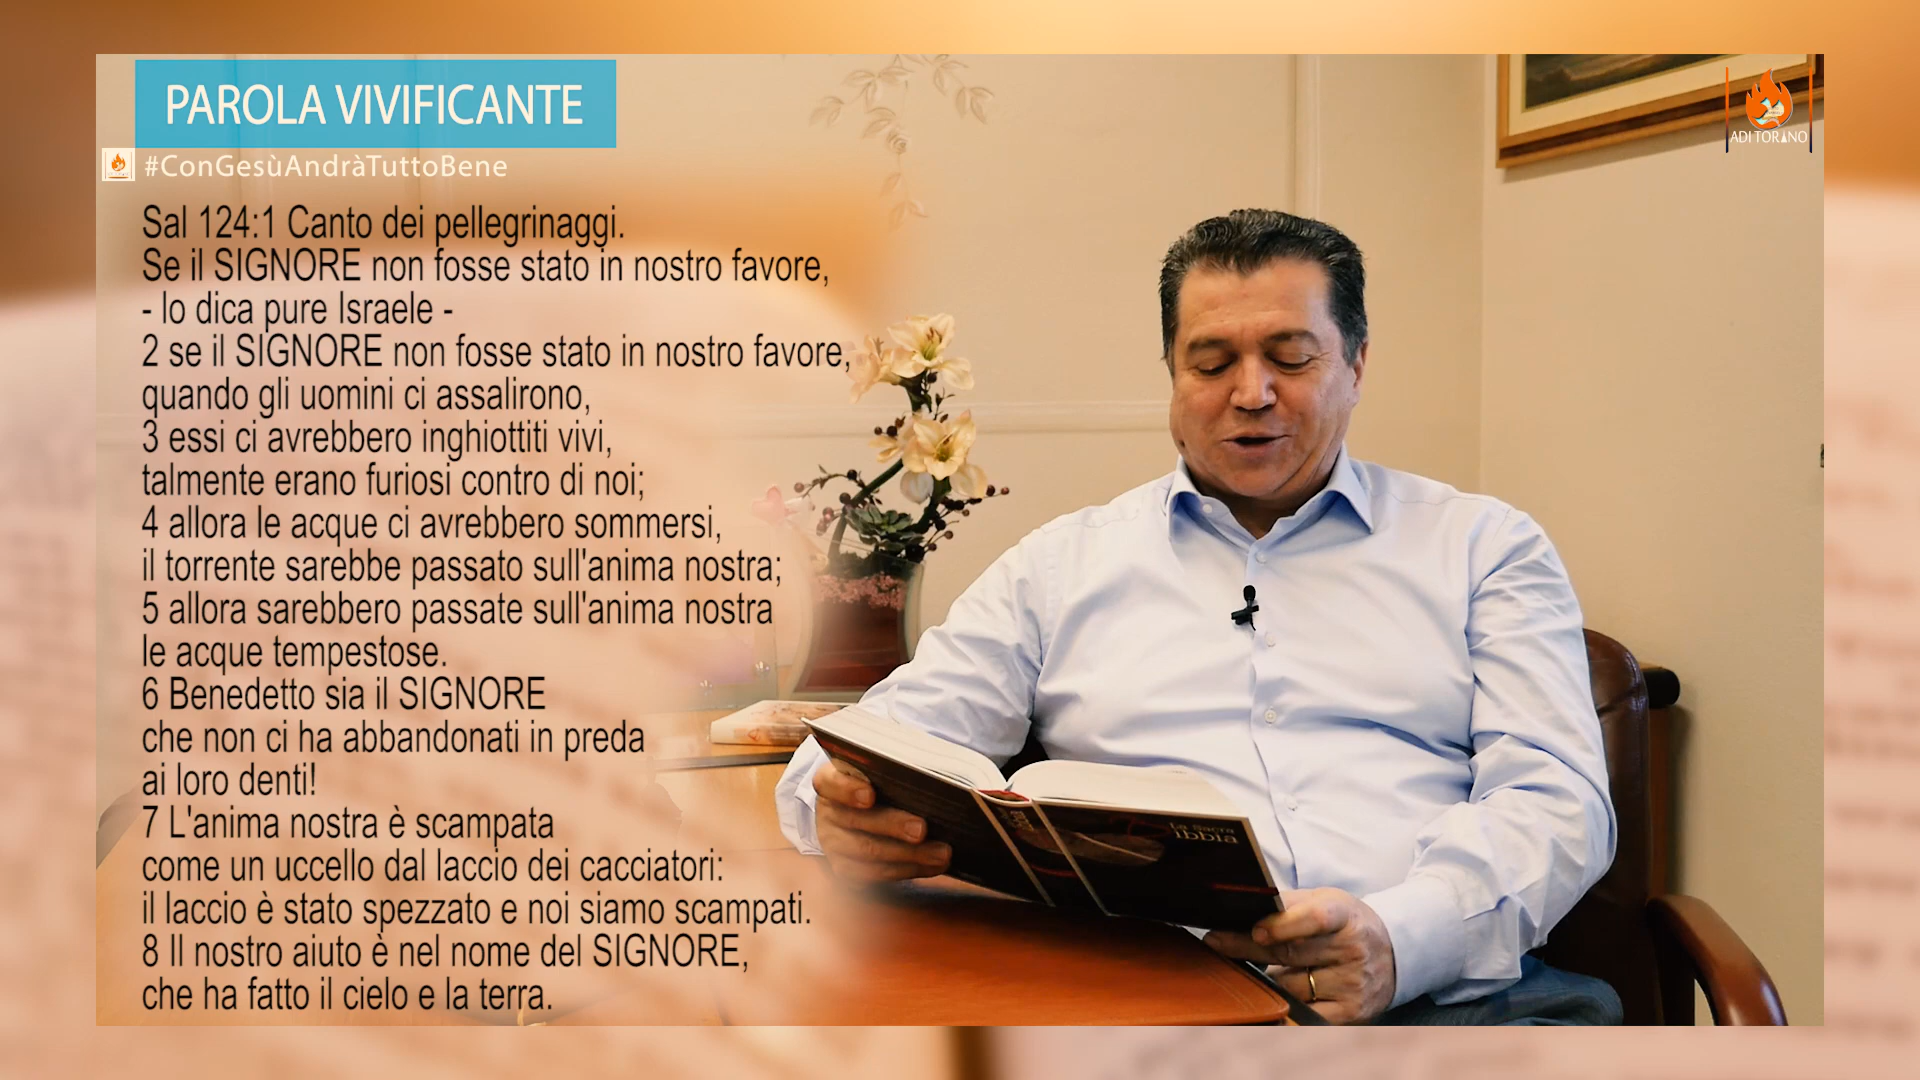 PAROLA VIVIFICANTE
#ConGesùAndràTuttoBene
ADI TORINO
Sal 124:1 Canto dei pellegrinaggi.
Se il SIGNORE non fosse stato in nostro favore,
- lo dica pure Israele -
2 se il SIGNORE non fosse stato in nostro favore,
quando gli uomini ci assalirono,
3 essi ci avrebbero inghiottiti vivi,
talmente erano furiosi contro di noi;
4 allora le acque ci avrebbero sommersi,
il torrente sarebbe passato sull'anima nostra;
5 allora sarebbero passate sull'anima nostra
le acque tempestose.
6 Benedetto sia il SIGNORE
che non ci ha abbandonati in preda
ai loro denti!
7 L'anima nostra è scampata
come un uccello dal laccio dei cacciatori:
il laccio è stato spezzato e noi siamo scampati.
8 Il nostro aiuto è nel nome del SIGNORE,
che ha fatto il cielo e la terra.
La Sacra